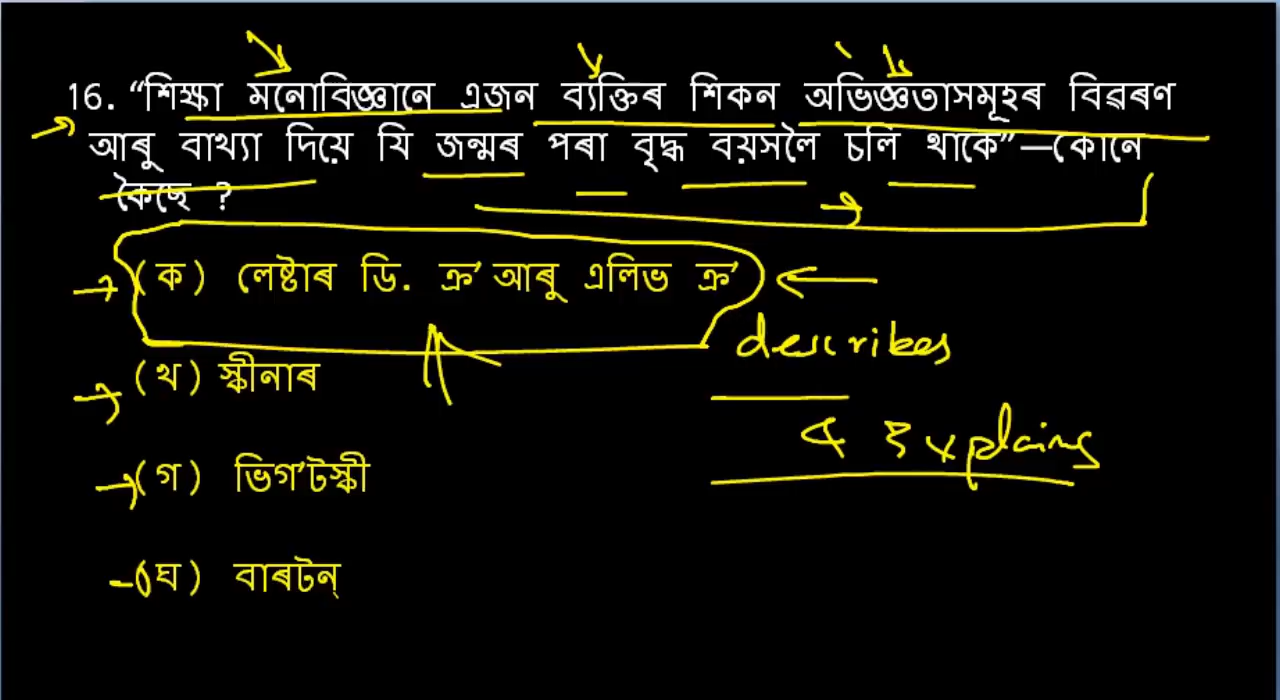 16. “শিক্ষা মনোবিজ্ঞানে এজন ব্যক্তিৰ শিকন অভিজ্ঞতাসমূহৰ বিৱৰণ
আৰু বাখ্যা দিয়ে যি জন্মৰ পৰা বৃদ্ধ বয়সলৈ চলি থাকে”—কোনে
কৈছে ?
(ক) লেষ্টাৰ ডি. ক্ৰ’ আৰু এলিভ ক্ৰ’
describes
(খ) স্কীনাৰ
& Explains
(গ) ভিগ’টস্কী
(ঘ) বাৰটন্